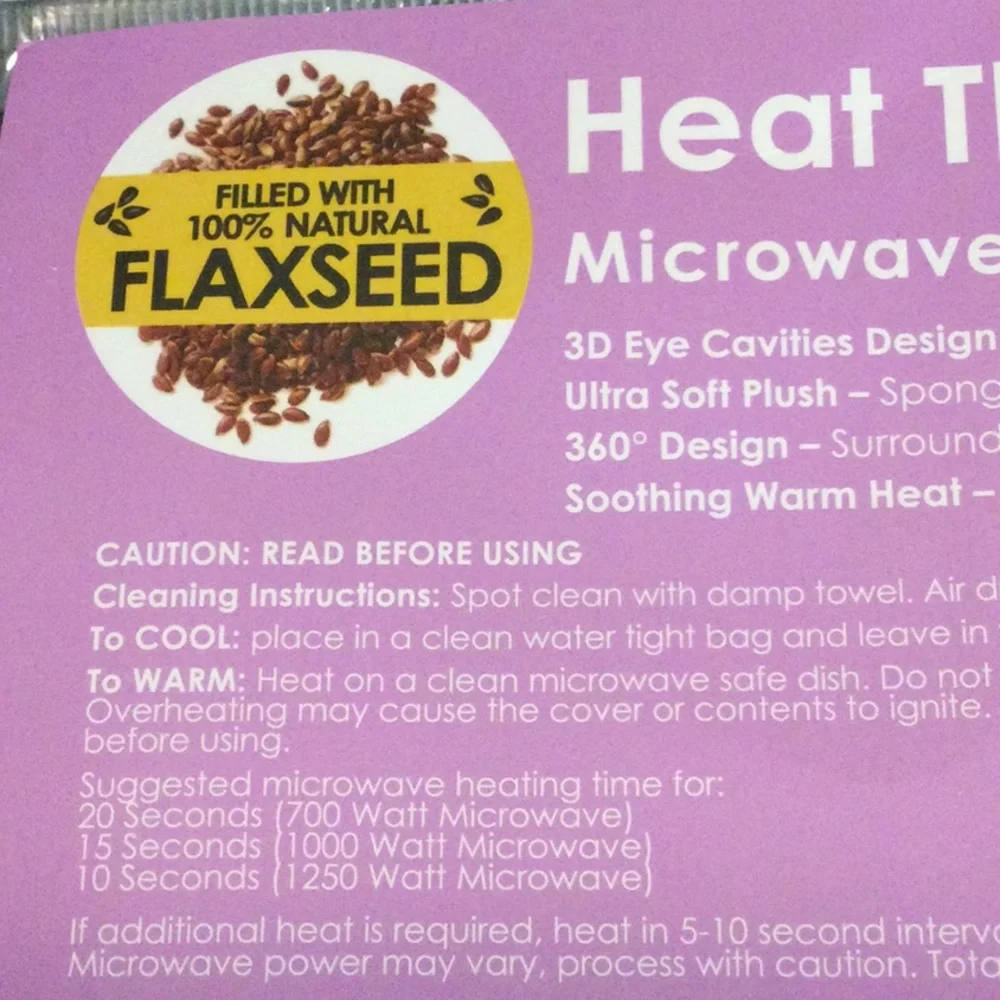 FILLED WITH
100% NATURAL
FLAXSEED
Heat
Microwave
3D Eye Cavities Design
Ultra Soft Plush –
360° Design – Surround
Soothing Warm Heat –
CAUTION: READ BEFORE USING
Cleaning Instructions: Spot clean with damp towel. Air
To COOL: place in a clean water tight bag and leave in
To WARM: Heat on a clean microwave safe dish. Do not
Overheating may cause the cover or contents to ignite.
before using.
Suggested microwave heating time for:
20 Seconds (700 Watt Microwave)
15 Seconds (1000 Watt Microwave)
10 Seconds (1250 Watt Microwave)
If additional heat is required, heat in 5-10 second
Microwave power may vary, process with caution.